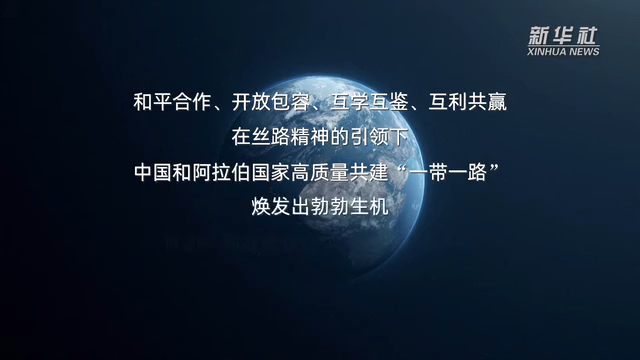 新华社
XINHUA NEWS
和平合作、开放包容、互学互鉴、互利共赢
在丝路精神的引领下
中国和阿拉伯国家高质量共建“一带一路”
焕发出勃勃生机